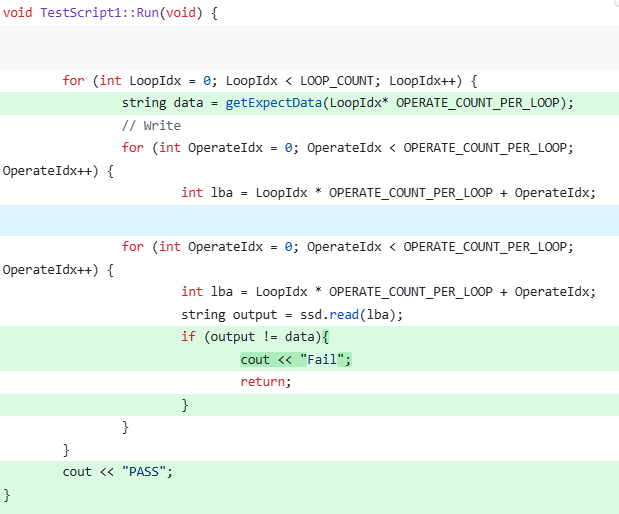 void TestScript1::Run(void) {
for (int LoopIdx = 0; LoopIdx < LOOP_COUNT; LoopIdx++) {
string data = getExpectData(LoopIdx* OPERATE_COUNT_PER_LOOP);
// Write
for (int OperateIdx = 0; OperateIdx < OPERATE_COUNT_PER_LOOP;
OperateIdx++) {
int lba = LoopIdx * OPERATE_COUNT_PER_LOOP + OperateIdx;
for (int OperateIdx = 0; OperateIdx < OPERATE_COUNT_PER_LOOP;
OperateIdx++) {
int lba = LoopIdx * OPERATE_COUNT_PER_LOOP + OperateIdx;
string output = ssd.read(lba);
if (output != data){
cout << "Fail";
return;
}
}
}
cout << "PASS";
}